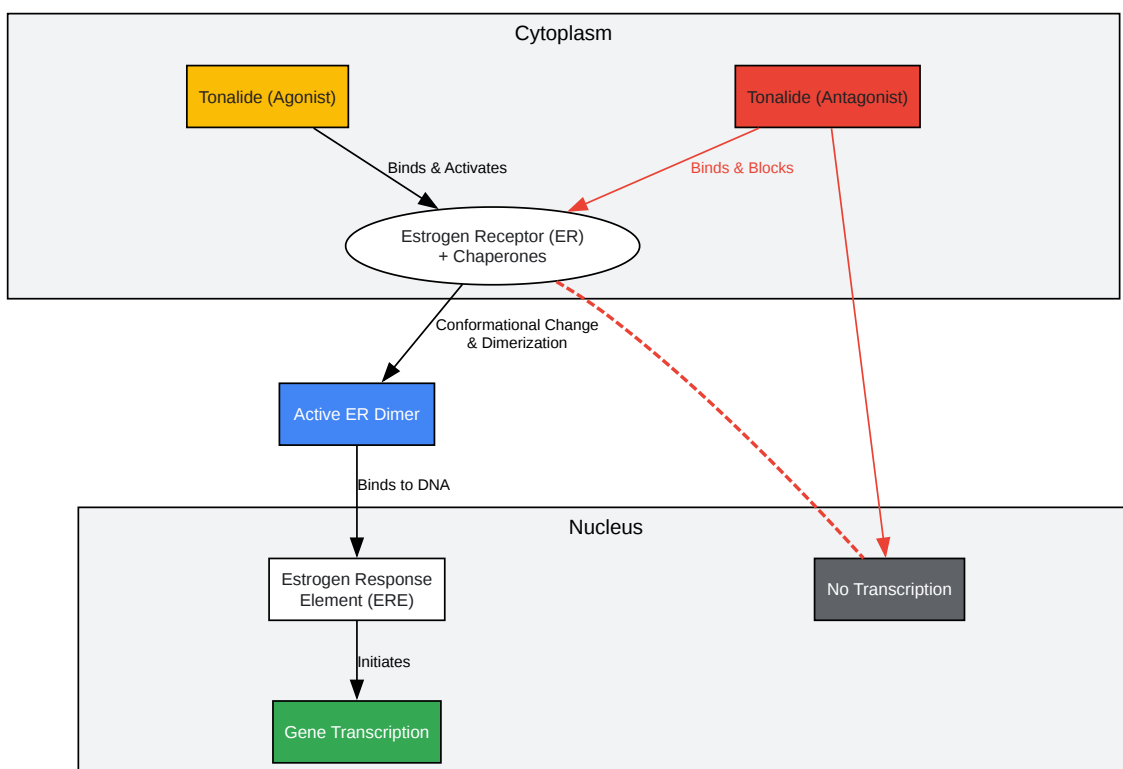 Cytoplasm
Tonalide (Agonist)
Tonalide (Antagonist)
Binds & Activates
Binds & Blocks
Estrogen Receptor (ER)
+ Chaperones
Conformational Change
& Dimerization
Active ER Dimer
Binds to DNA
Nucleus
Estrogen Response
Element (ERE)
No Transcription
Initiates
Gene Transcription